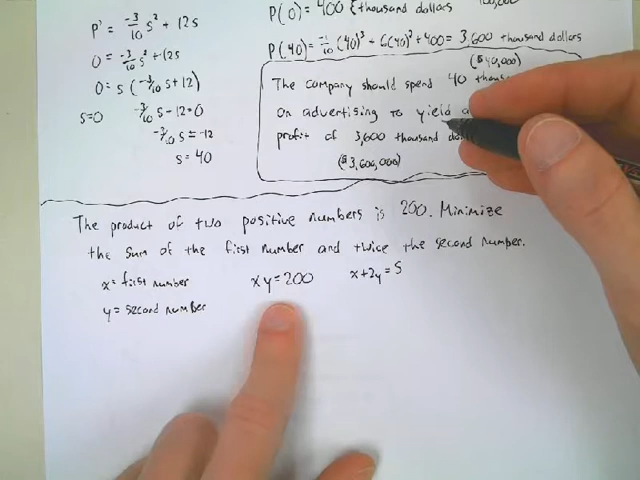 P' = -3/10 s² + 12s
0 = -3/10 s² + 12s
0 = s (-3/10 s + 12)
s=0 -3/10 s - 12 = 0
-3/10 s = -12
s = 40
P(0) = 400 {thousand dollars
P(40) = -1/10 (40)³ + 6(40)² + 400 = 3,600 thousand dollars
($40,000)
The company should spend 40
on advertising to yield
profit of 3,600 thousand
($3,600,000)
The product of two positive numbers is 200. Minimize
the sum of the first number and twice the second number.
x = first number xy = 200 x + 2y = S
y = second number